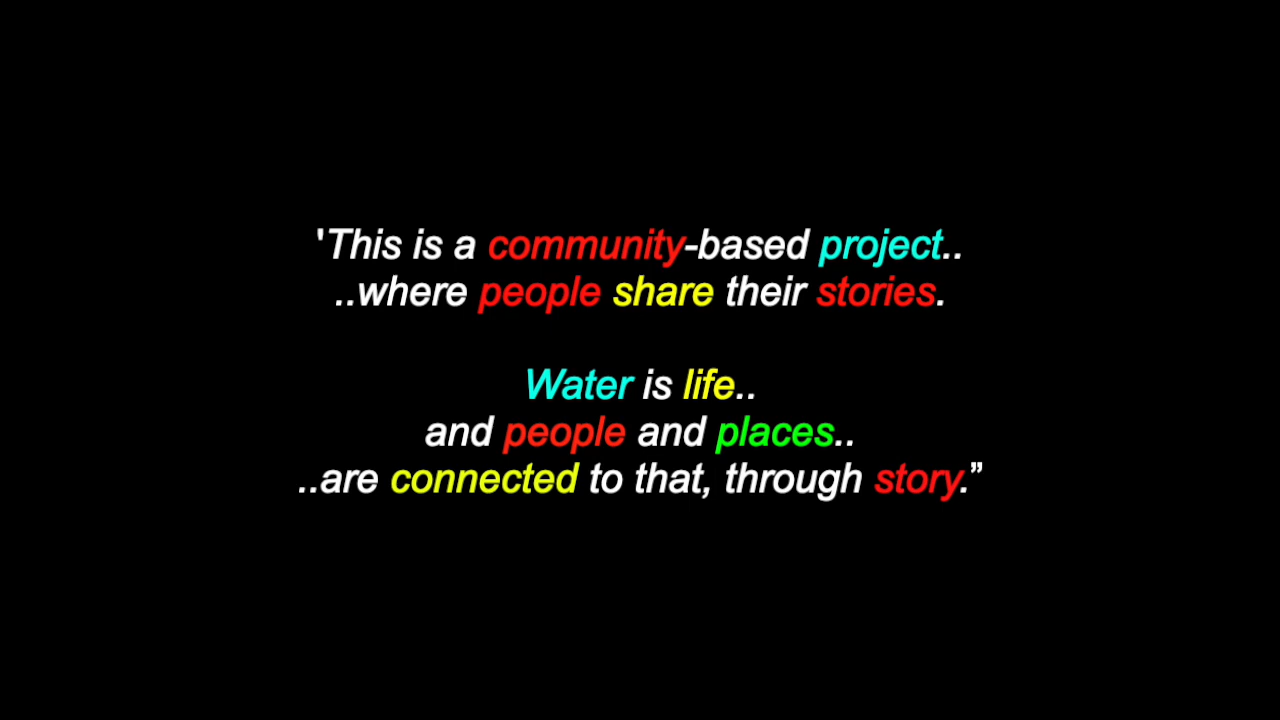 'This is a community-based project..
..where people share their stories.
Water is life..
and people and places..
..are connected to that, through story.”